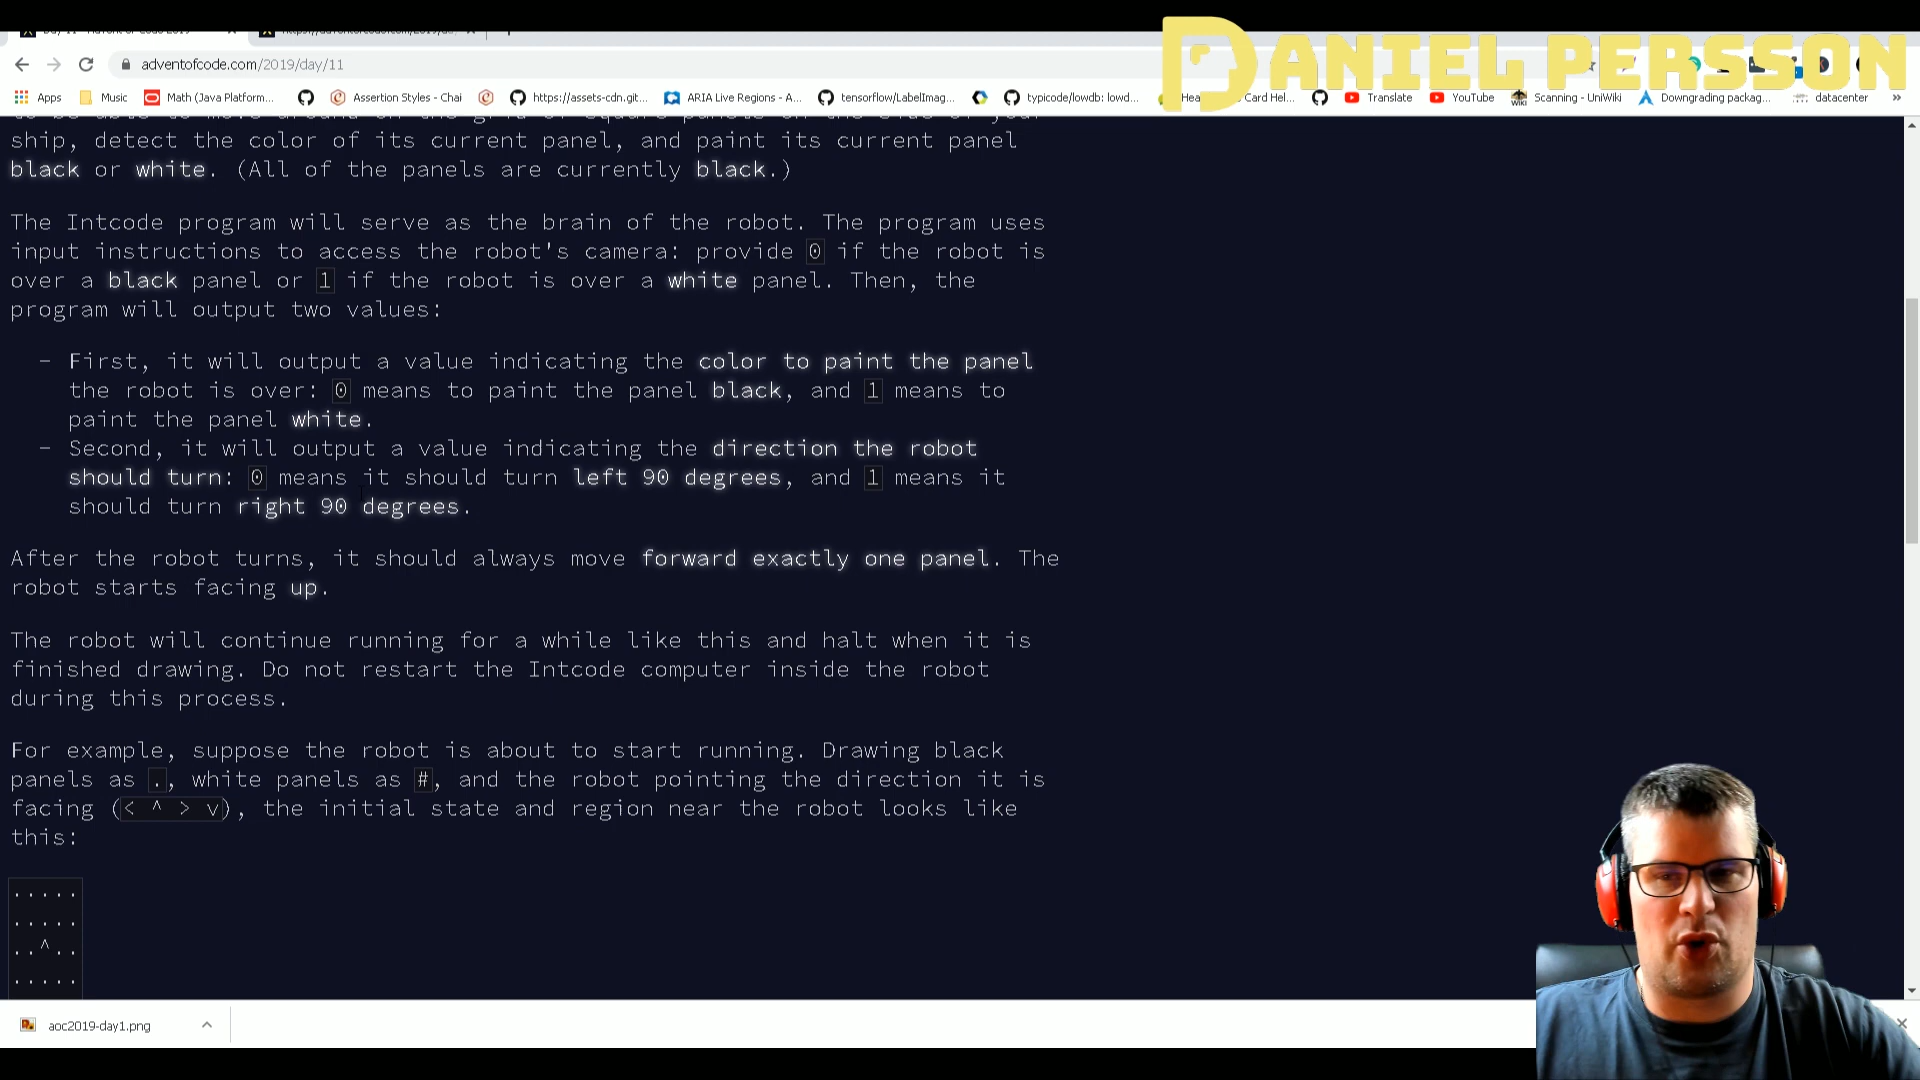 DANIEL PERSSON
adventofcode.com/2019/day/11
Apps Music Math (Java Platform... Assertion Styles - Chai https://assets-cdn.git... ARIA Live Regions - A... tensorflow/LabelImag... typicode/lowdb: lowd... Card Hel... Translate YouTube Scanning - UniWiki Downgrading packag... datacenter »
ship, detect the color of its current panel, and paint its current panel
black or white. (All of the panels are currently black.)
The Intcode program will serve as the brain of the robot. The program uses
input instructions to access the robot's camera: provide 0 if the robot is
over a black panel or 1 if the robot is over a white panel. Then, the
program will output two values:
- First, it will output a value indicating the color to paint the panel
the robot is over: 0 means to paint the panel black, and 1 means to
paint the panel white.
- Second, it will output a value indicating the direction the robot
should turn: 0 means it should turn left 90 degrees, and 1 means it
should turn right 90 degrees.
After the robot turns, it should always move forward exactly one panel. The
robot starts facing up.
The robot will continue running for a while like this and halt when it is
finished drawing. Do not restart the Intcode computer inside the robot
during this process.
For example, suppose the robot is about to start running. Drawing black
panels as ., white panels as #, and the robot pointing the direction it is
facing (< ^ > v), the initial state and region near the robot looks like
this:
.....
.....
..^..
.....
aoc2019-day1.png